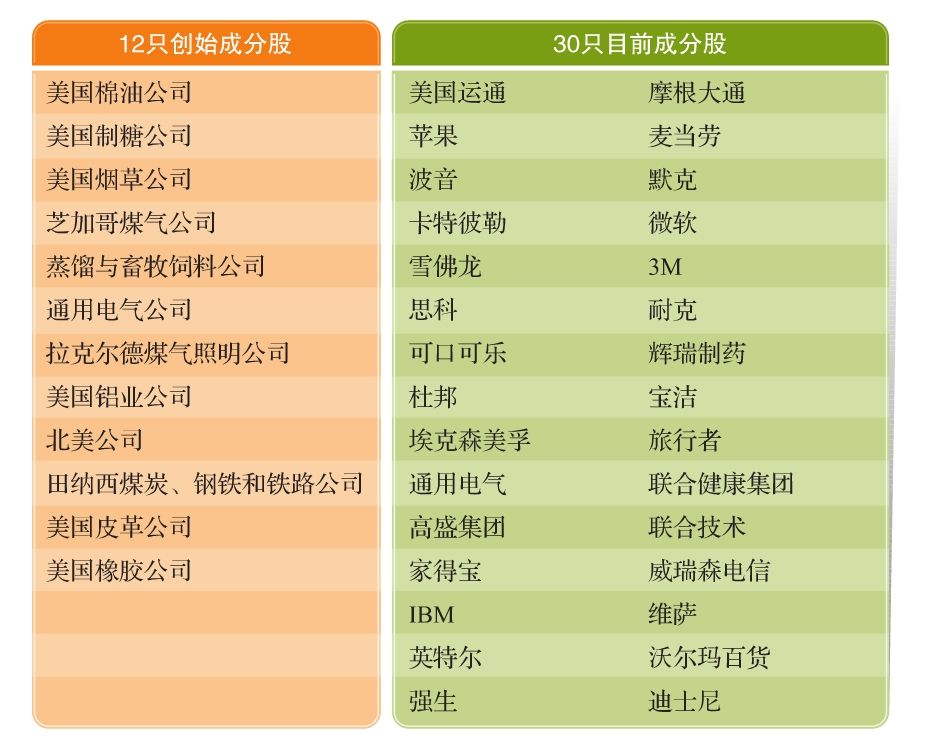 12只创始成分股
美国棉油公司
美国制糖公司
美国烟草公司
芝加哥煤气公司
蒸馏与畜牧饲料公司
通用电气公司
拉克尔德煤气照明公司
美国铝业公司
北美公司
田纳西煤炭、钢铁和铁路公司
美国皮革公司
美国橡胶公司
30只目前成分股
美国运通 摩根大通
苹果 麦当劳
波音 默克
卡特彼勒 微软
雪佛龙 3M
思科 耐克
可口可乐 辉瑞制药
杜邦 宝洁
埃克森美孚 旅行者
通用电气 联合健康集团
高盛集团 联合技术
家得宝 威瑞森电信
IBM 维萨
英特尔 沃尔玛百货
强生 迪士尼